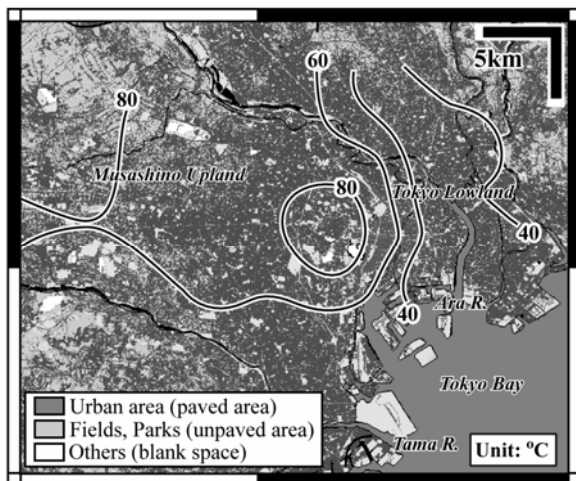 60
5km
80
Musashino Upland
80
Tokyo Lowland
40
Ara R.
40
Tokyo Bay
Urban area (paved area)
Fields, Parks (unpaved area)
Others (blank space)
Tama R.
Unit: °C